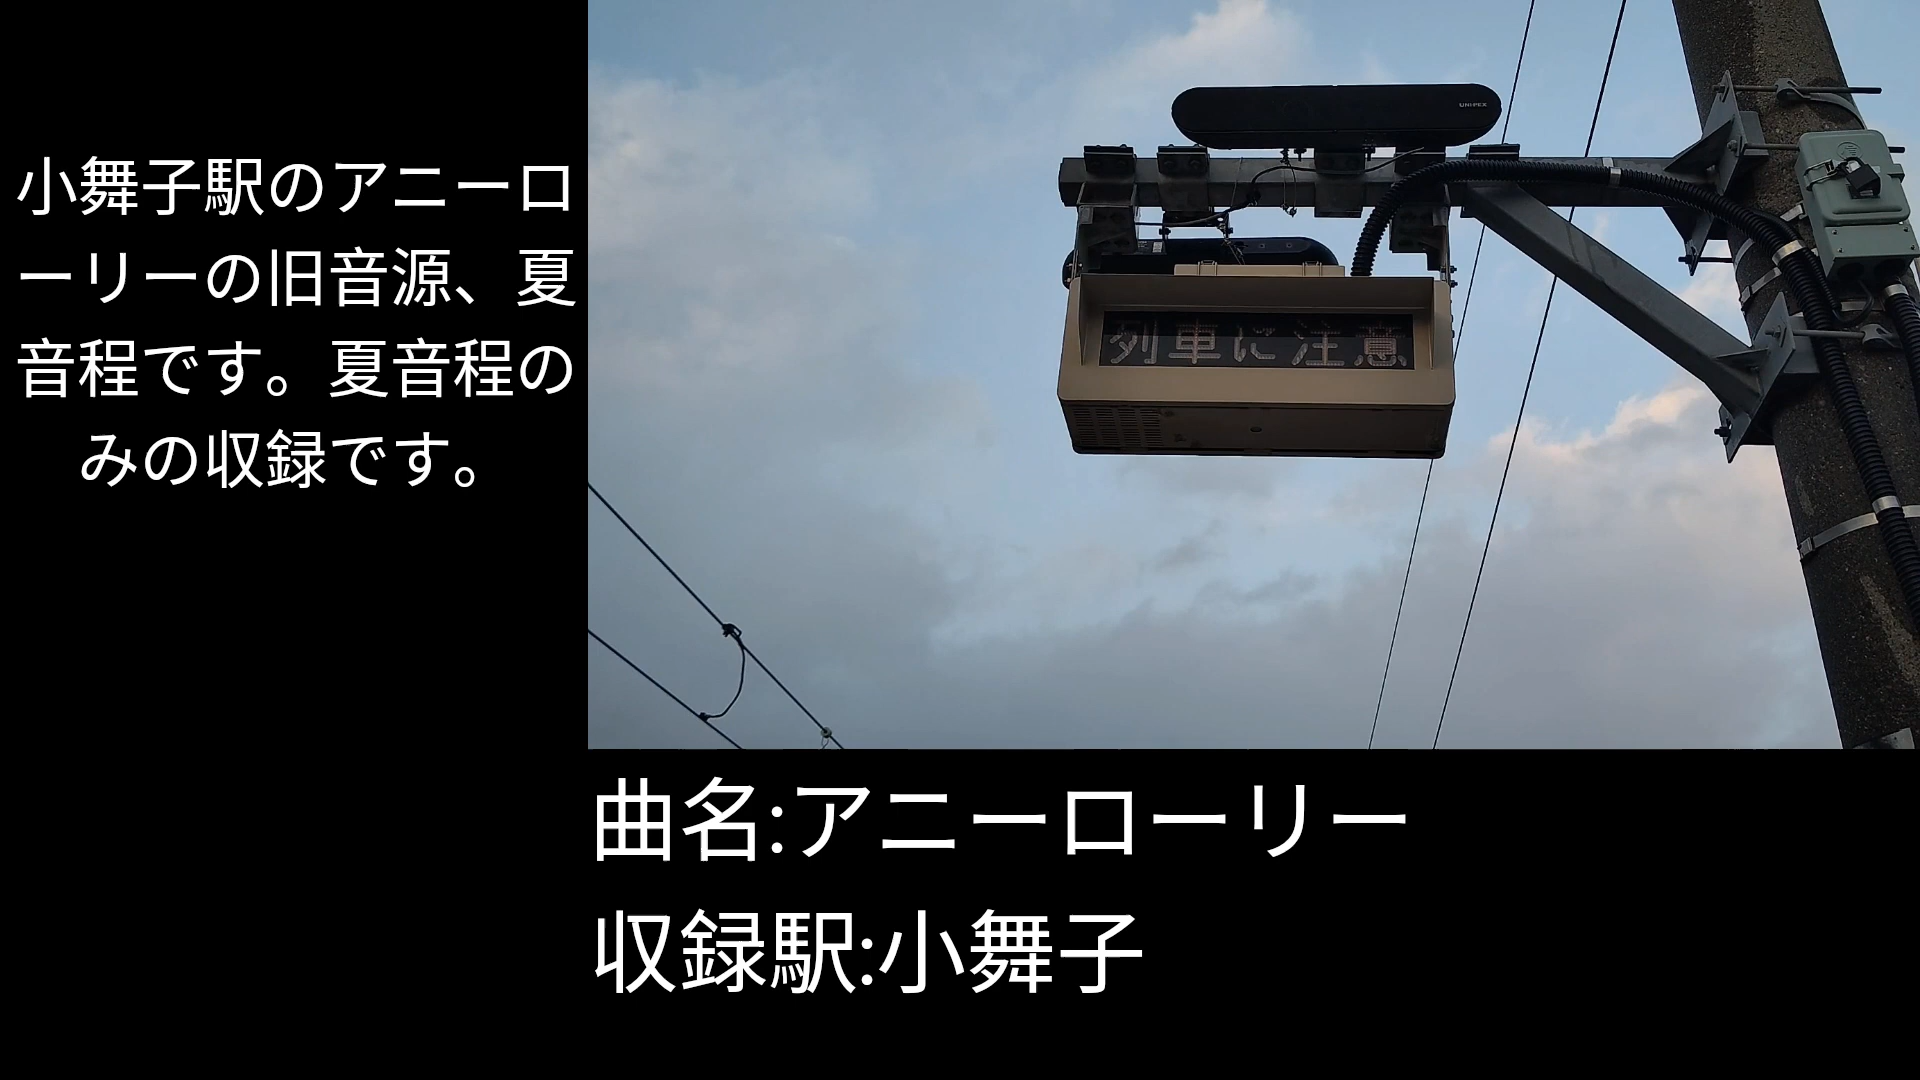 小舞子駅のアニーロ
ーリーの旧音源、夏
音程です。夏音程の
みの収録です。
UNI-PEX
列車に注意
曲名:アニーローリー
収録駅:小舞子